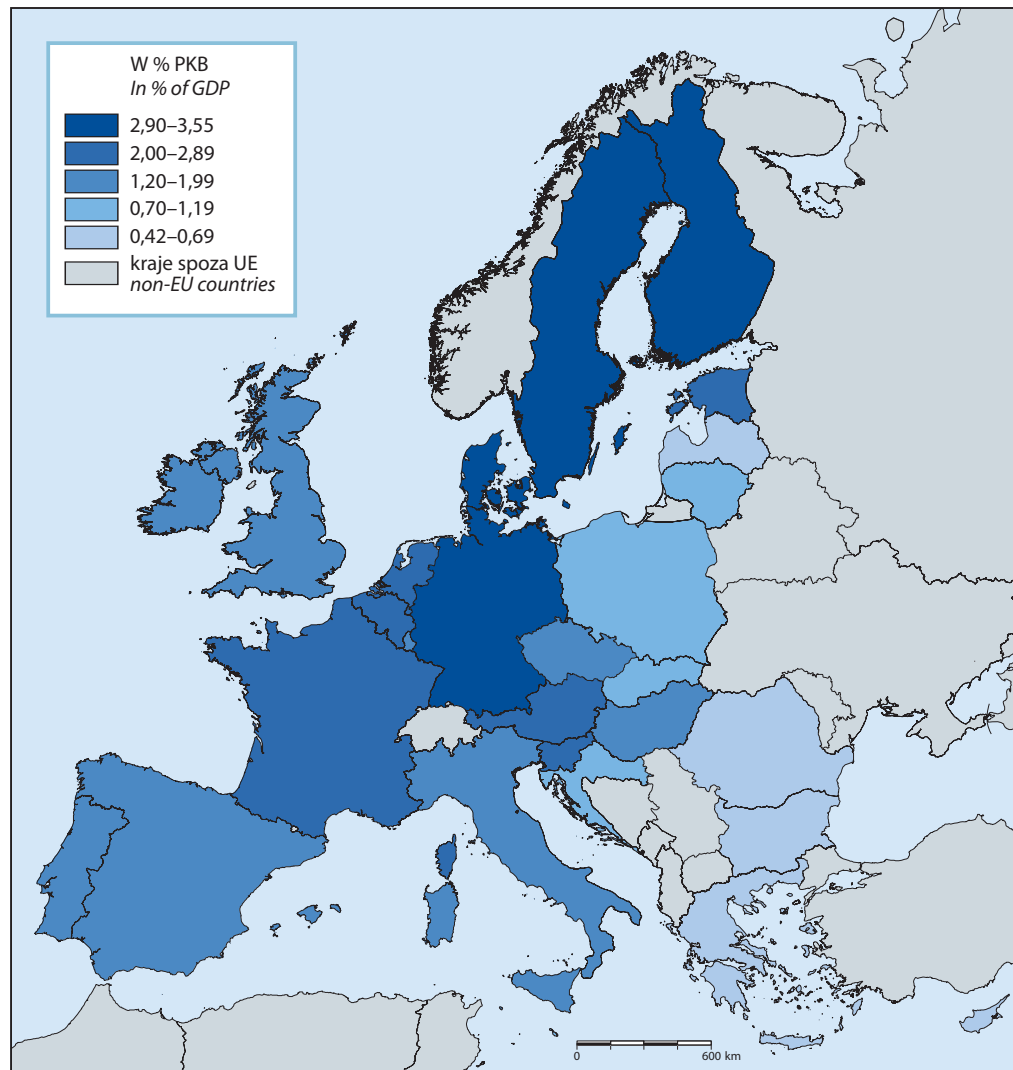 W % PKB
In % of GDP
2,90–3,55
2,00–2,89
1,20–1,99
0,70–1,19
0,42–0,69
kraje spoza UE
non-EU countries
0 600 km